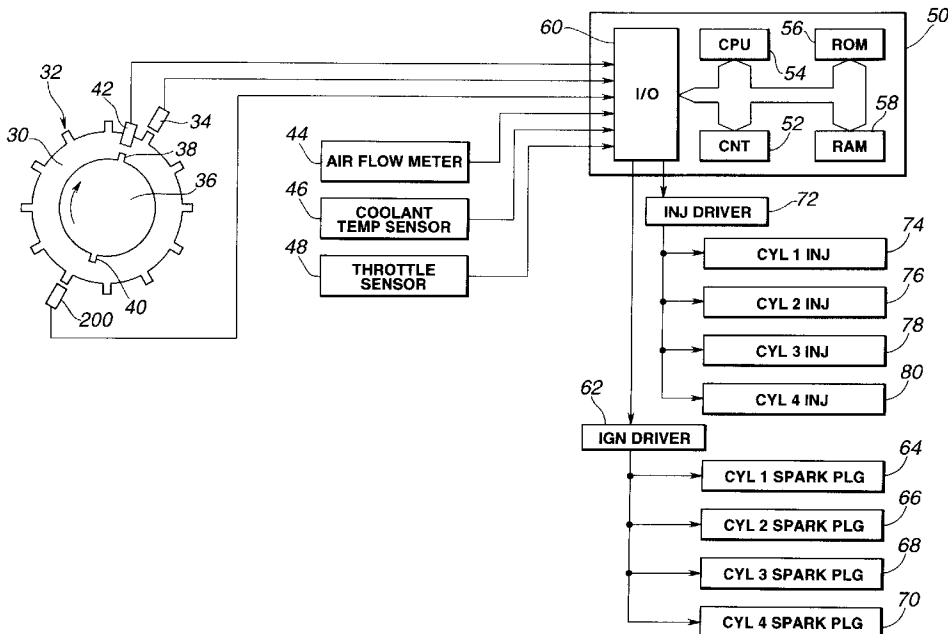 60
56
50
CPU
ROM
54
I/O
58
CNT
52
RAM
32
42
34
30
38
36
40
200
44
AIR FLOW METER
46
COOLANT
TEMP SENSOR
48
THROTTLE
SENSOR
INJ DRIVER
72
74
CYL 1 INJ
76
CYL 2 INJ
78
CYL 3 INJ
80
CYL 4 INJ
62
IGN DRIVER
64
CYL 1 SPARK PLG
66
CYL 2 SPARK PLG
68
CYL 3 SPARK PLG
70
CYL 4 SPARK PLG